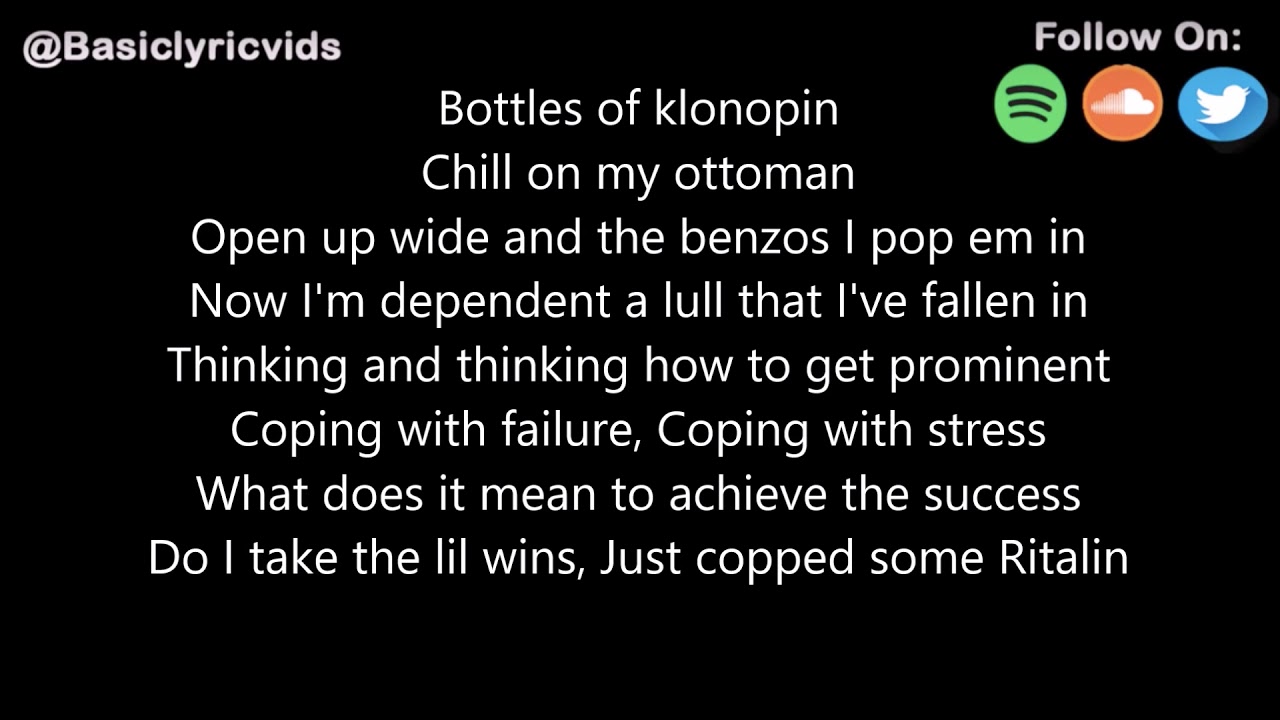 @Basiclyricvids
Follow On:
Bottles of klonopin
Chill on my ottoman
Open up wide and the benzos I pop em in
Now I'm dependent a lull that I've fallen in
Thinking and thinking how to get prominent
Coping with failure, Coping with stress
What does it mean to achieve the success
Do I take the lil wins, Just copped some Ritalin